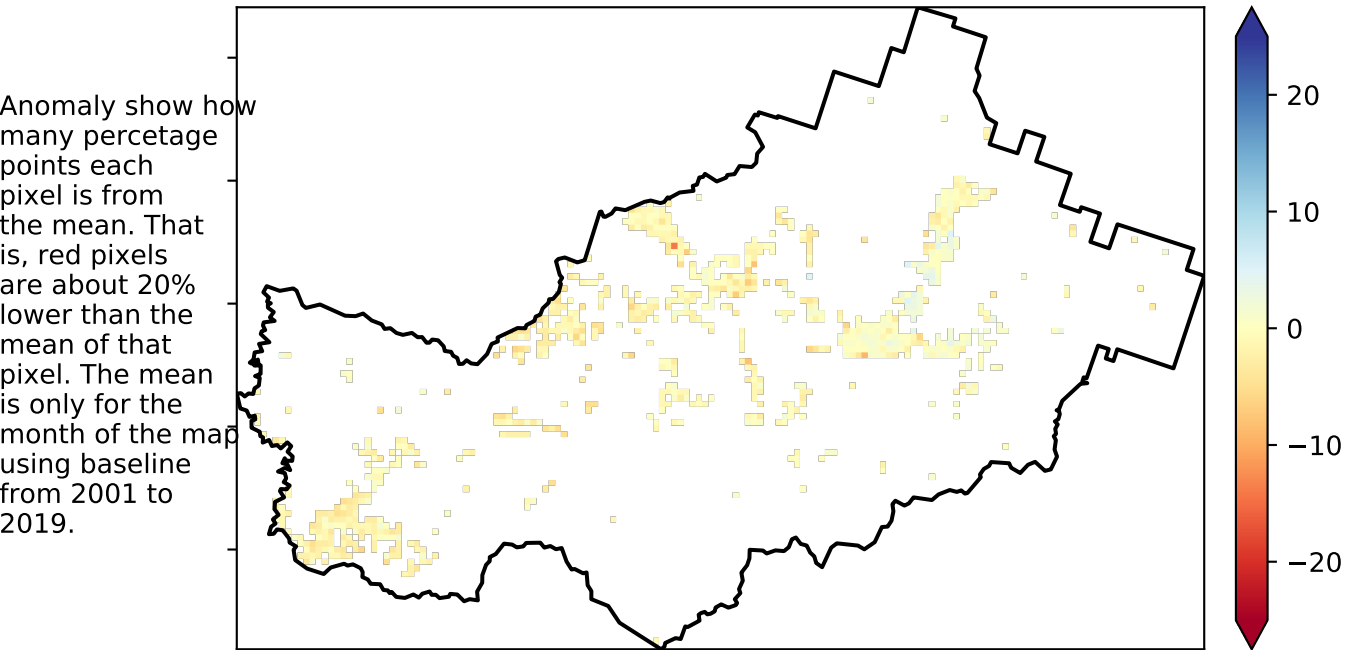 Anomaly show how
many percetage
points each
pixel is from
the mean. That
is, red pixels
are about 20%
lower than the
mean of that
pixel. The mean
is only for the
month of the map
using baseline
from 2001 to
2019.
20
10
0
−10
−20